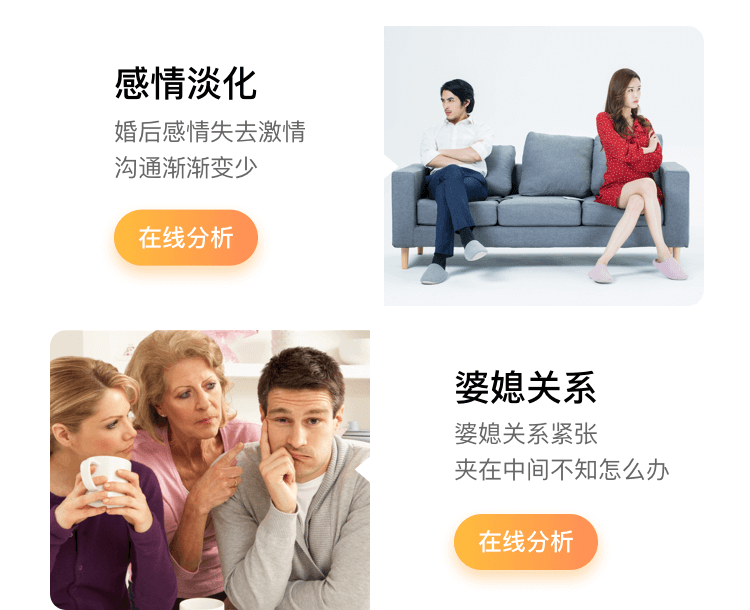 感情淡化
婚后感情失去激情
沟通渐渐变少
在线分析
婆媳关系
婆媳关系紧张
夹在中间不知怎么办
在线分析